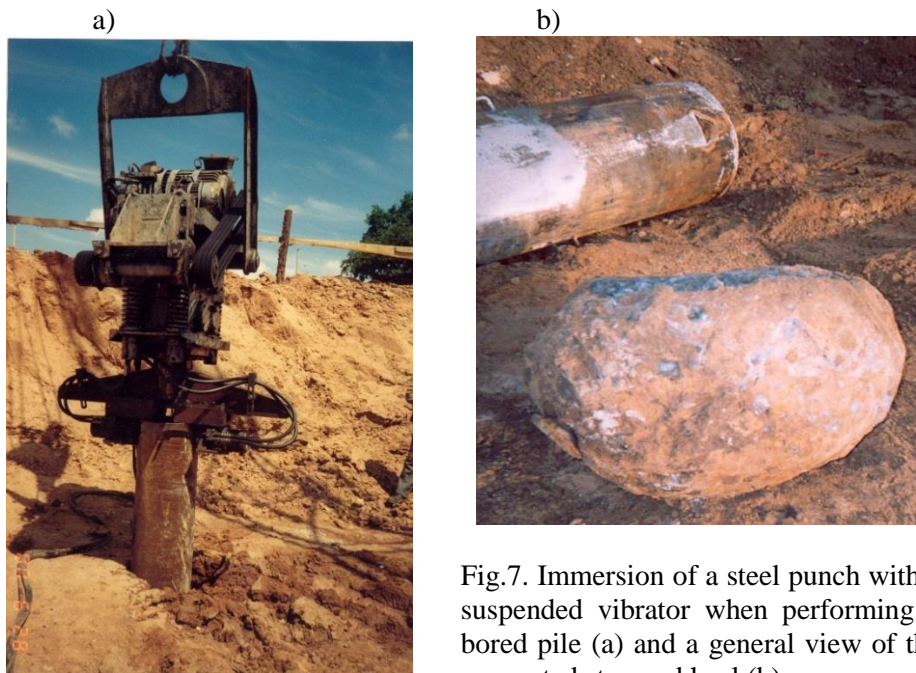 a)
b)
Fig.7. Immersion of a steel punch with
suspended vibrator when performing
bored pile (a) and a general view of th